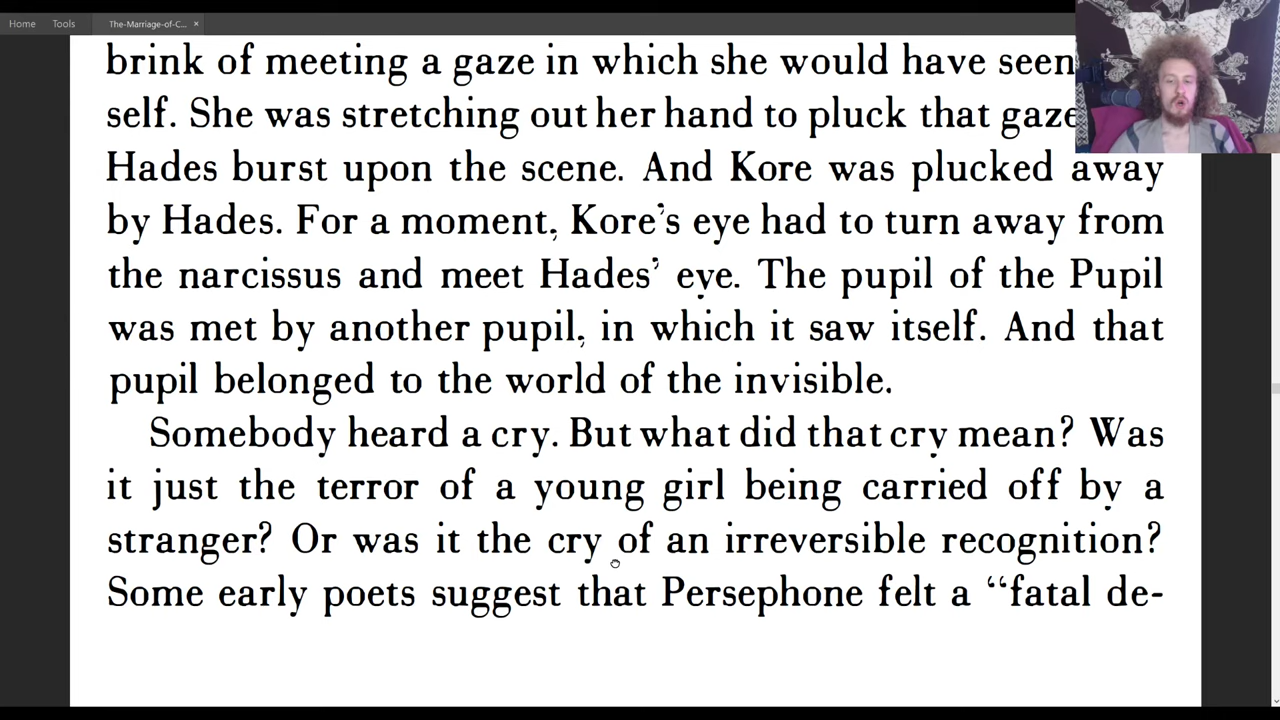 Home Tools The-Marriage-of-C... ×
brink of meeting a gaze in which she would have seen
self. She was stretching out her hand to pluck that gaze
Hades burst upon the scene. And Kore was plucked away
by Hades. For a moment, Kore's eye had to turn away from
the narcissus and meet Hades' eye. The pupil of the Pupil
was met by another pupil, in which it saw itself. And that
pupil belonged to the world of the invisible.
Somebody heard a cry. But what did that cry mean? Was
it just the terror of a young girl being carried off by a
stranger? Or was it the cry of an irreversible recognition?
Some early poets suggest that Persephone felt a “fatal de-